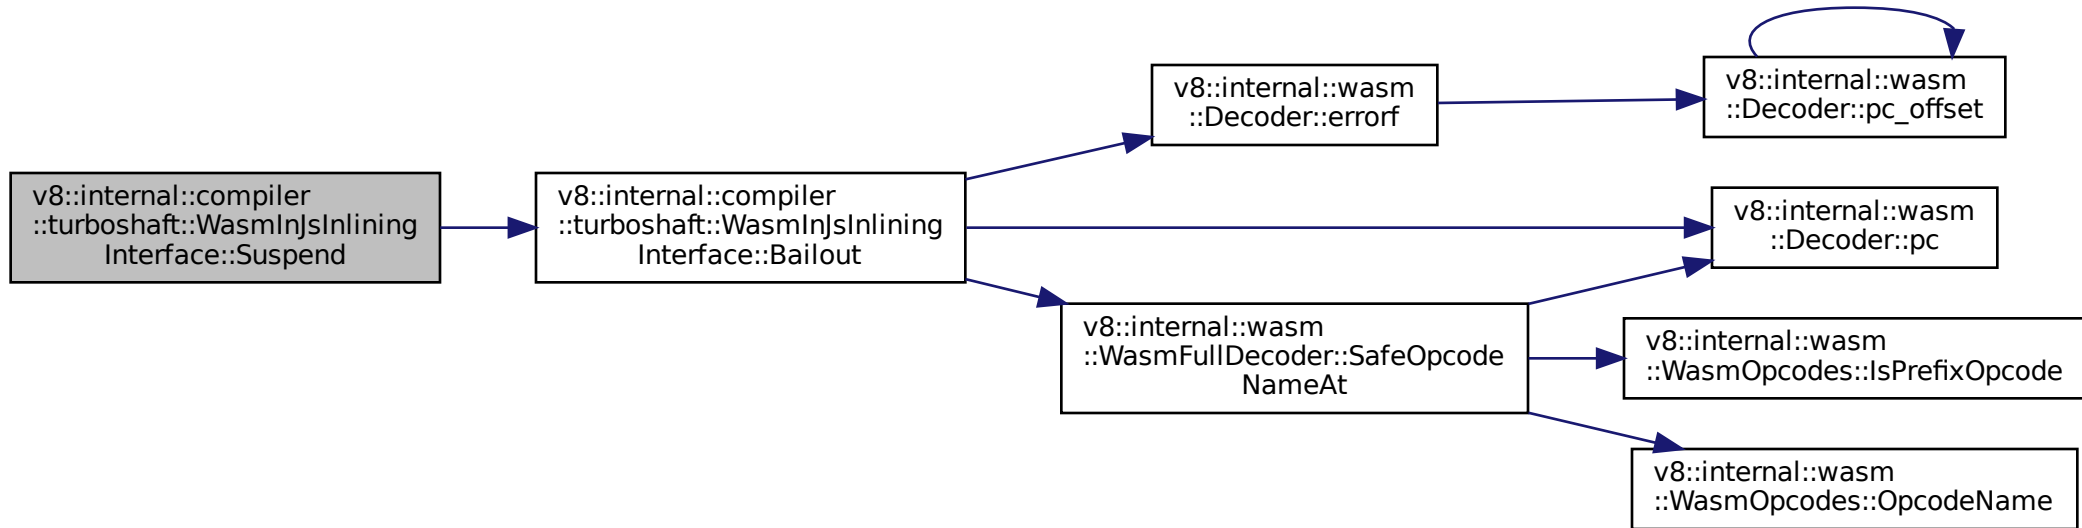 v8::internal::compiler
::turboshaft::WasmInJsInlining
Interface::Suspend
v8::internal::compiler
::turboshaft::WasmInJsInlining
Interface::Bailout
v8::internal::wasm
::Decoder::errorf
v8::internal::wasm
::Decoder::pc_offset
v8::internal::wasm
::Decoder::pc
v8::internal::wasm
::WasmFullDecoder::SafeOpcode
NameAt
v8::internal::wasm
::WasmOpcodes::IsPrefixOpcode
v8::internal::wasm
::WasmOpcodes::OpcodeName